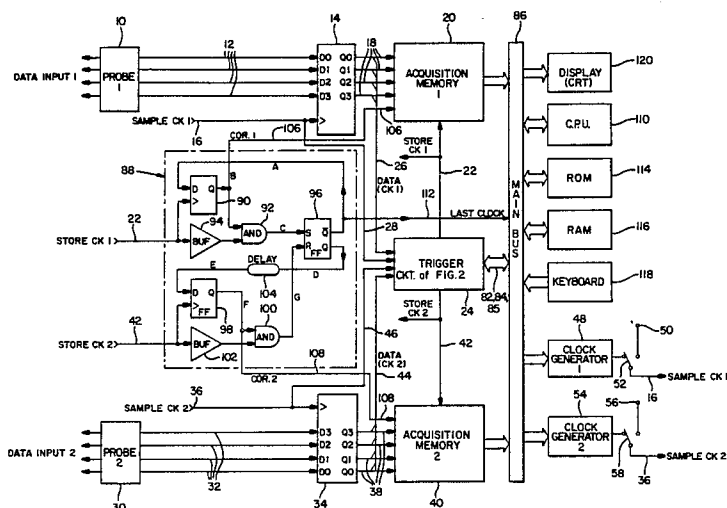 10
14
20
86
DATA INPUT 1
PROBE 1
12
D0 Q0
D1 Q1
D2 Q2
D3 Q3
18
ACQUISITION MEMORY 1
DISPLAY (CRT)
120
SAMPLE CK 1
16
COR. 1
106
106
STORE CK 1
26
22
C.P.U.
110
88
A
B
D Q
90
92
96
DATA (CK 1)
28
112
LAST CLOCK
MAIN BUS
ROM
114
94
AND
C
S Q̅
R Q
FF
STORE CK 1
22
BUF
RAM
116
DELAY
104
E
D
G
TRIGGER CKT. of FIG. 2
24
82, 84, 85
KEYBOARD
118
D Q
FF
98
F
100
AND
46
STORE CK 2
42
STORE CK 2
42
BUF
102
108
COR. 2
DATA (CK 2)
44
108
CLOCK GENERATOR 1
48
50
52
16
SAMPLE CK 1
SAMPLE CK 2
36
54
56
CLOCK GENERATOR 2
58
36
SAMPLE CK 2
DATA INPUT 2
PROBE 2
30
32
D3 Q3
D2 Q2
D1 Q1
D0 Q0
34
38
ACQUISITION MEMORY 2
40